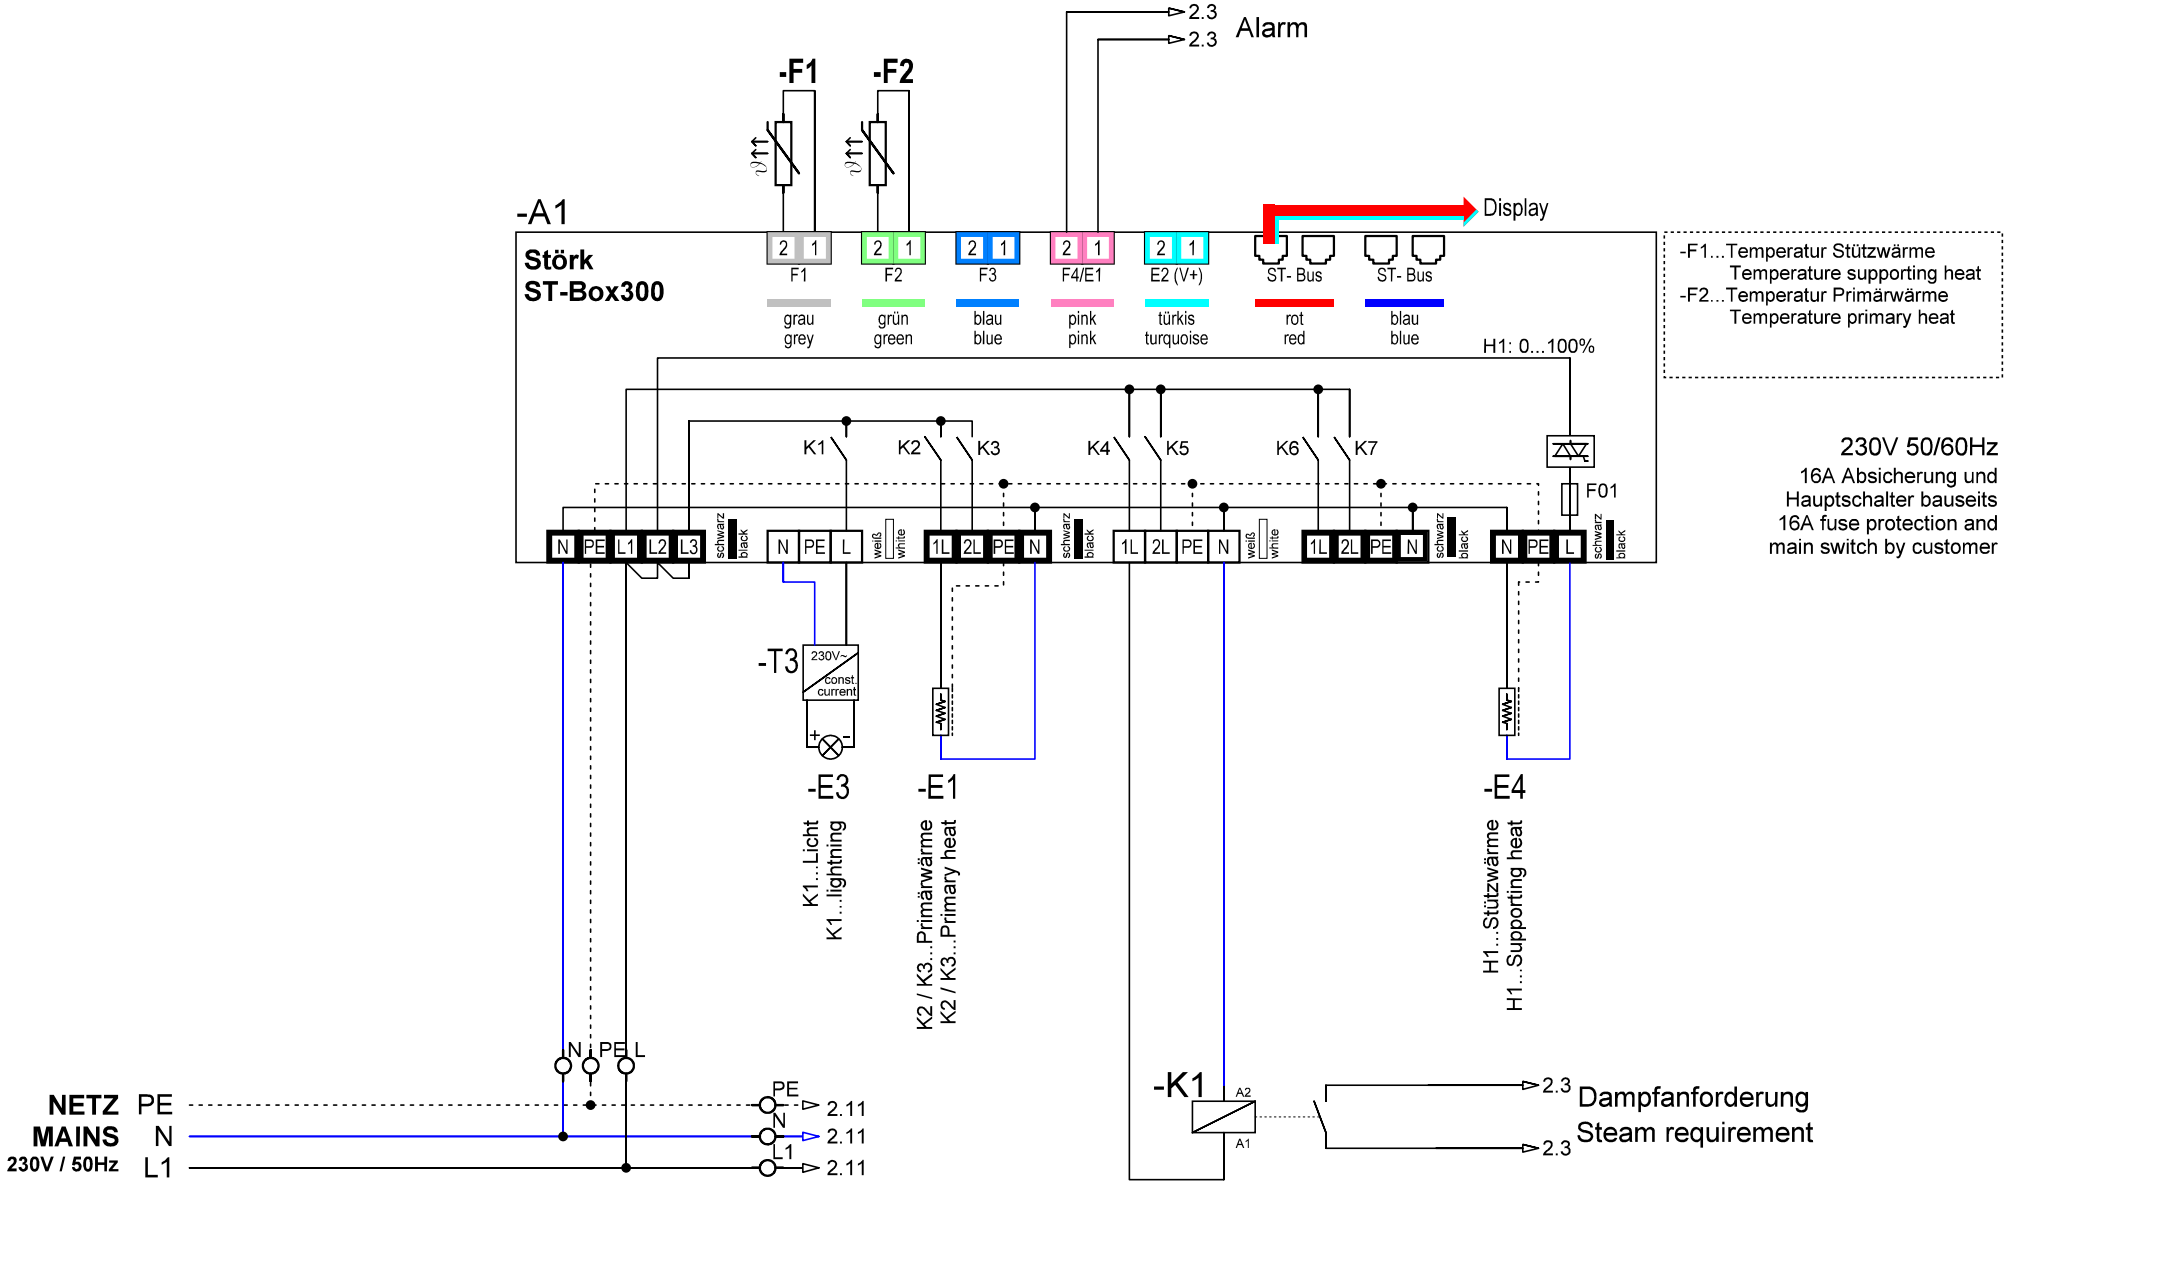 2.3
2.3
Alarm
-F1
-F2
ϑ
ϑ
-A1
Display
Störk
ST-Box300
2 1
2 1
2 1
2 1
2 1
F1
F2
F3
F4/E1
E2 (V+)
ST- Bus
ST- Bus
grau
grey
grün
green
blau
blue
pink
pink
türkis
turquoise
rot
red
blau
blue
-F1...Temperatur Stützwärme
Temperature supporting heat
-F2...Temperatur Primärwärme
Temperature primary heat
H1: 0...100%
K1
K2
K3
K4
K5
K6
K7
F01
230V 50/60Hz
16A Absicherung und
Hauptschalter bauseits
16A fuse protection and
main switch by customer
N PE L1 L2 L3
schwarz
black
N PE L
weiß
white
1L 2L PE N
schwarz
black
1L 2L PE N
weiß
white
1L 2L PE N
schwarz
black
N PE L
schwarz
black
-T3
230V~
const.
current
+ -
-E3
K1...Licht
K1...lightning
-E1
K2 / K3...Primärwärme
K2 / K3...Primary heat
-E4
H1...Stützwärme
H1...Supporting heat
N PE L
NETZ PE
MAINS N
230V / 50Hz L1
PE
2.11
N
2.11
L1
2.11
-K1
A2
A1
2.3
2.3
Dampfanforderung
Steam requirement